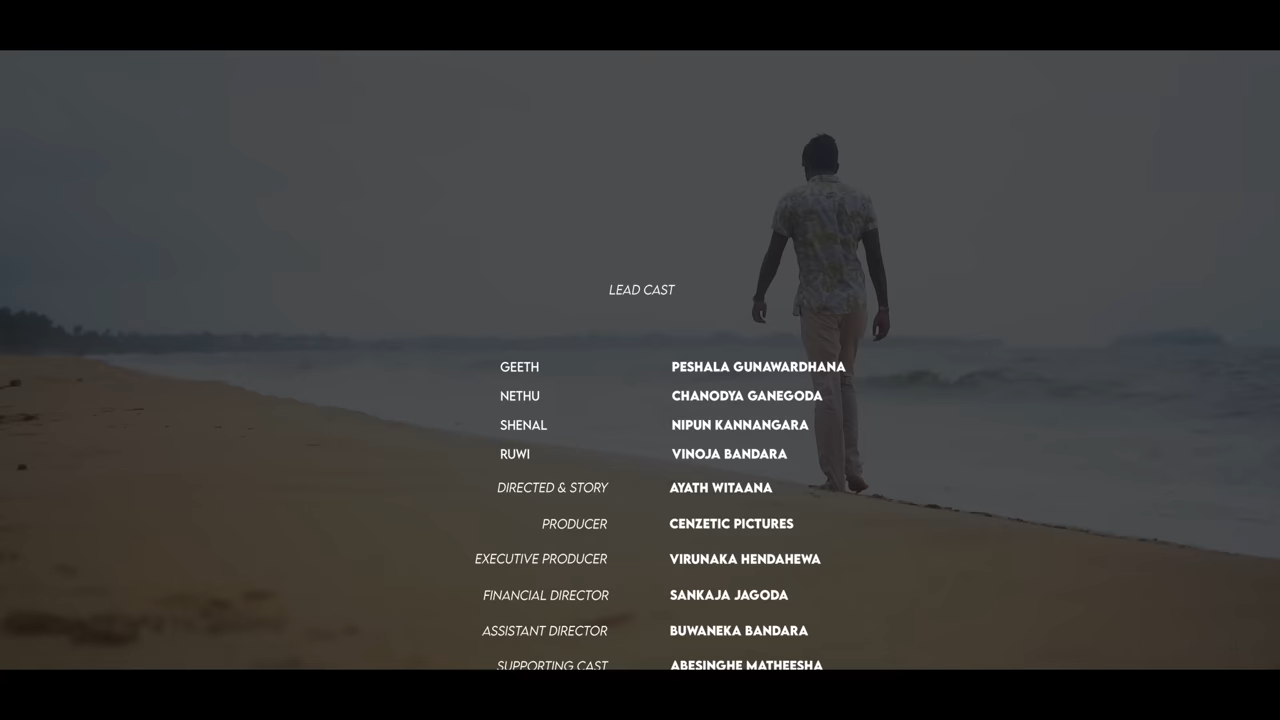 LEAD CAST
GEETH PESHALA GUNAWARDHANA
NETHU CHANODYA GANEGODA
SHENAL NIPUN KANNANGARA
RUWI VINOJA BANDARA
DIRECTED & STORY AYATH WITAANA
PRODUCER CENZETIC PICTURES
EXECUTIVE PRODUCER VIRUNAKA HENDAHEWA
FINANCIAL DIRECTOR SANKAJA JAGODA
ASSISTANT DIRECTOR BUWANEKA BANDARA
SUPPORTING CAST ABESINGHE MATHEESHA